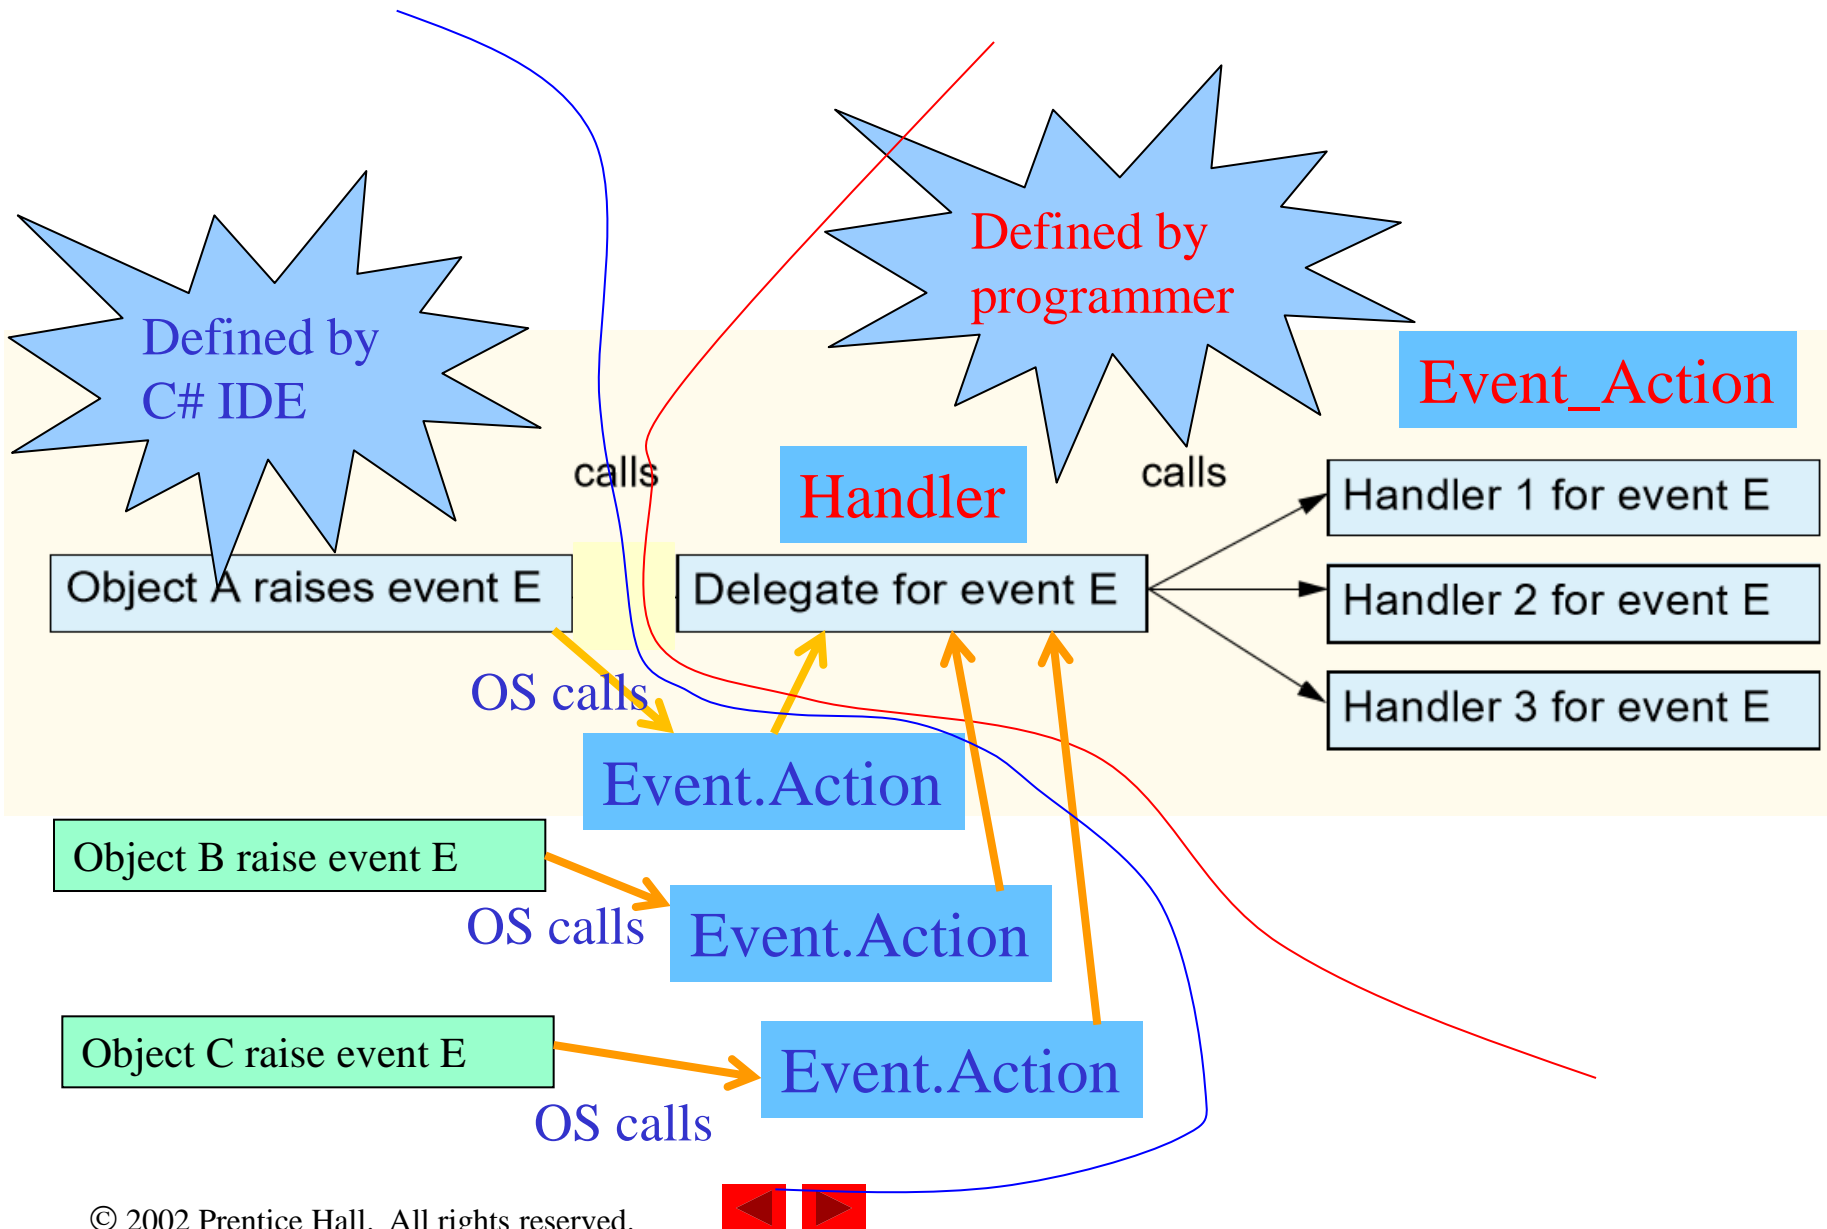 Defined by
programmer
Defined by
C# IDE
Event_Action
calls
Handler
calls
Handler 1 for event E
Object A raises event E
Delegate for event E
Handler 2 for event E
OS calls
Handler 3 for event E
Event.Action
Object B raise event E
OS calls
Event.Action
Object C raise event E
Event.Action
OS calls
© 2002 Prentice Hall. All rights reserved.